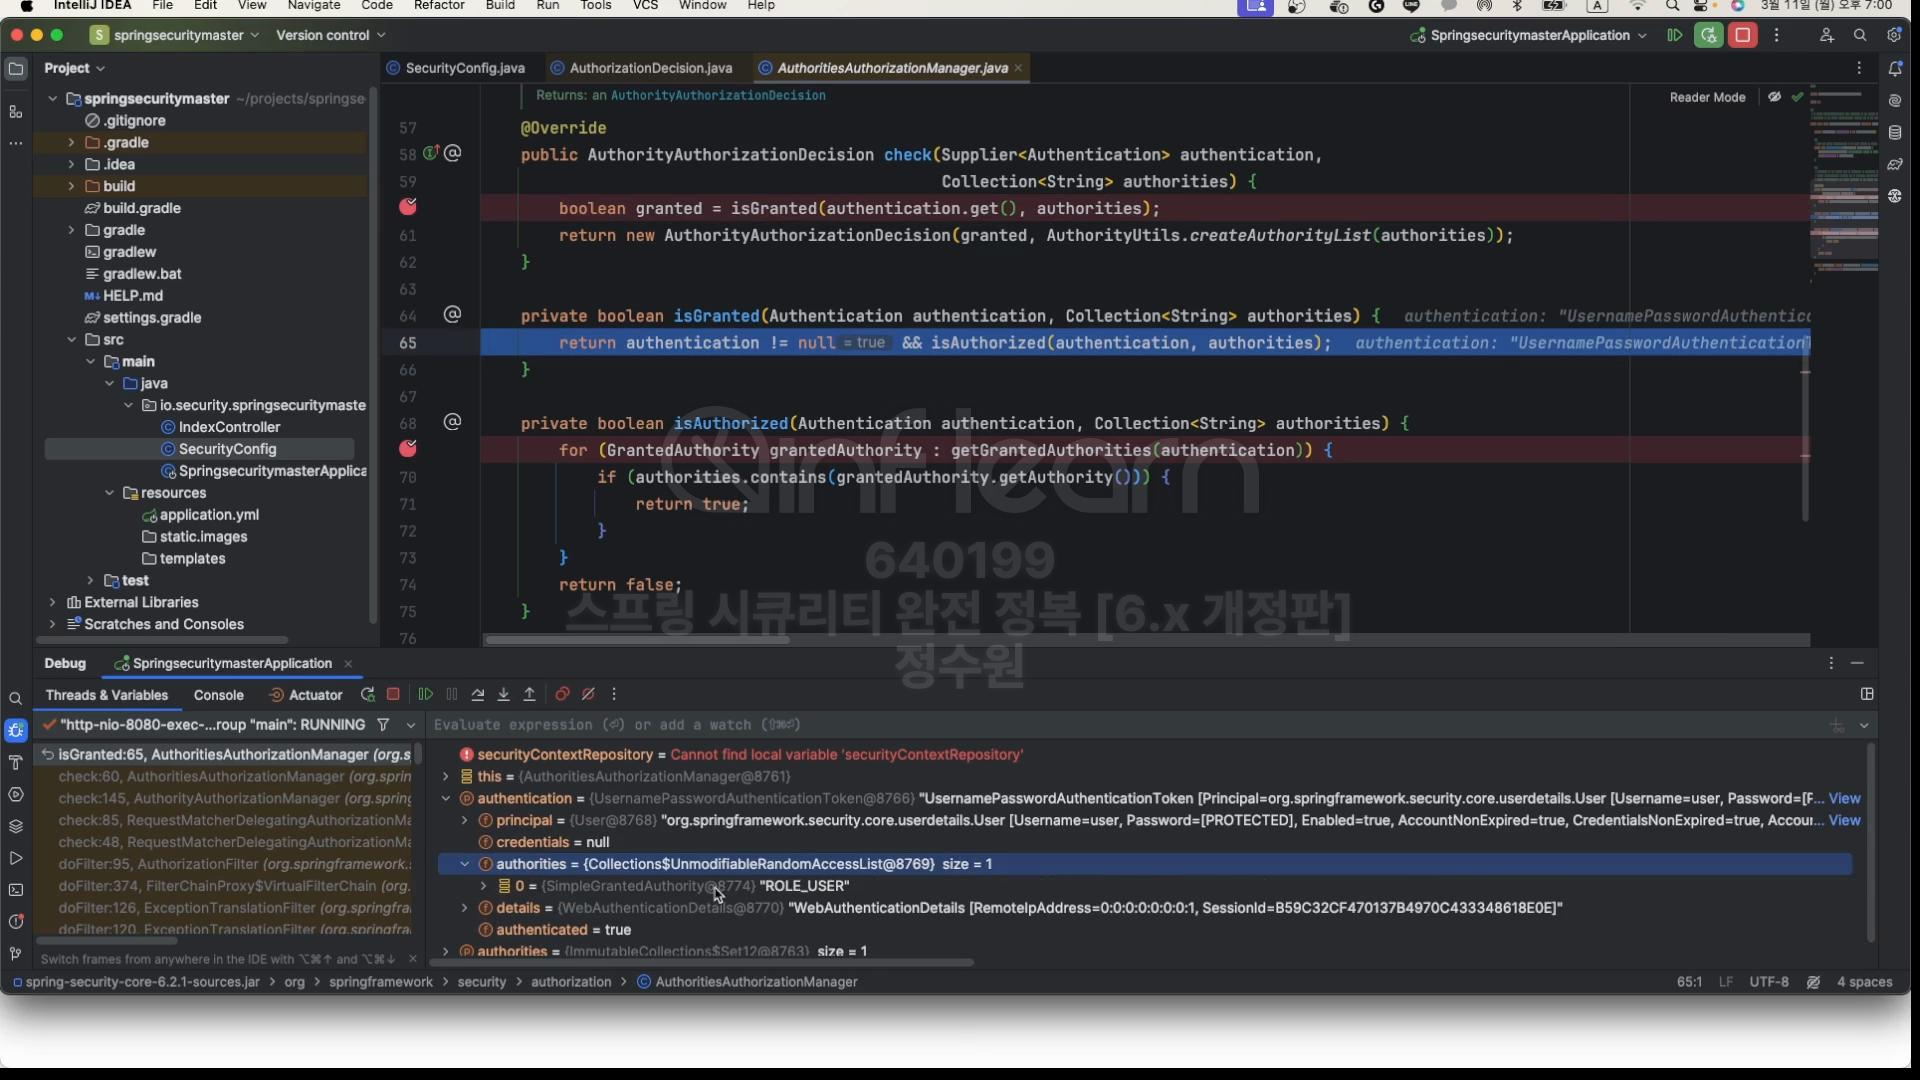 IntelliJ IDEA File Edit View Navigate Code Refactor Build Run Tools VCS Window Help
A 3월 11일 (월) 오후 7:00
S springsecuritymaster Version control
SpringsecuritymasterApplication
Project
springsecuritymaster ~/projects/springse
.gitignore
.gradle
.idea
build
build.gradle
gradle
gradlew
gradlew.bat
M↓ HELP.md
settings.gradle
src
main
java
io.security.springsecuritymaste
IndexController
SecurityConfig
SpringsecuritymasterApplica
resources
application.yml
static.images
templates
test
External Libraries
Scratches and Consoles
SecurityConfig.java AuthorizationDecision.java AuthoritiesAuthorizationManager.java
Returns: an AuthorityAuthorizationDecision
Reader Mode
57 @Override
58 public AuthorityAuthorizationDecision check(Supplier<Authentication> authentication,
59 Collection<String> authorities) {
boolean granted = isGranted(authentication.get(), authorities);
61 return new AuthorityAuthorizationDecision(granted, AuthorityUtils.createAuthorityList(authorities));
62 }
63
64 private boolean isGranted(Authentication authentication, Collection<String> authorities) { authentication: "UsernamePasswordAuthentic
65 return authentication != null = true && isAuthorized(authentication, authorities); authentication: "UsernamePasswordAuthentication
66 }
67
68 private boolean isAuthorized(Authentication authentication, Collection<String> authorities) {
for (GrantedAuthority grantedAuthority : getGrantedAuthorities(authentication)) {
70 if (authorities.contains(grantedAuthority.getAuthority())) {
71 return true;
72 }
73 }
74 return false;
75 }
76
inflearn
640199
스프링 시큐리티 완전 정복 [6.x 개정판]
정수원
Debug SpringsecuritymasterApplication
Threads & Variables Console Actuator
"http-nio-8080-exec-...roup "main": RUNNING
isGranted:65, AuthoritiesAuthorizationManager (org.s
check:60, AuthoritiesAuthorizationManager (org.sprin
check:145, AuthorityAuthorizationManager (org.spring
check:85, RequestMatcherDelegatingAuthorizationMa
check:48, RequestMatcherDelegatingAuthorizationMa
doFilter:95, AuthorizationFilter (org.springframework.
doFilter:374, FilterChainProxy$VirtualFilterChain (org.
doFilter:126, ExceptionTranslationFilter (org.springfra
doFilter:120, ExceptionTranslationFilter (org.springfra
Switch frames from anywhere in the IDE with ⌥⌘↑ and ⌥⌘↓
Evaluate expression (⏎) or add a watch (⇧⌘⏎)
securityContextRepository = Cannot find local variable 'securityContextRepository'
this = {AuthoritiesAuthorizationManager@8761}
authentication = {UsernamePasswordAuthenticationToken@8766} "UsernamePasswordAuthenticationToken [Principal=org.springframework.security.core.userdetails.User [Username=user, Password=[P... View
principal = {User@8768} "org.springframework.security.core.userdetails.User [Username=user, Password=[PROTECTED], Enabled=true, AccountNonExpired=true, CredentialsNonExpired=true, Accou... View
credentials = null
authorities = {Collections$UnmodifiableRandomAccessList@8769} size = 1
0 = {SimpleGrantedAuthority@8774} "ROLE_USER"
details = {WebAuthenticationDetails@8770} "WebAuthenticationDetails [RemoteIpAddress=0:0:0:0:0:0:0:1, SessionId=B59C32CF470137B4970C433348618E0E]"
authenticated = true
authorities = {ImmutableCollections$Set12@8763} size = 1
spring-security-core-6.2.1-sources.jar > org > springframework > security > authorization > AuthoritiesAuthorizationManager
65:1 LF UTF-8 4 spaces